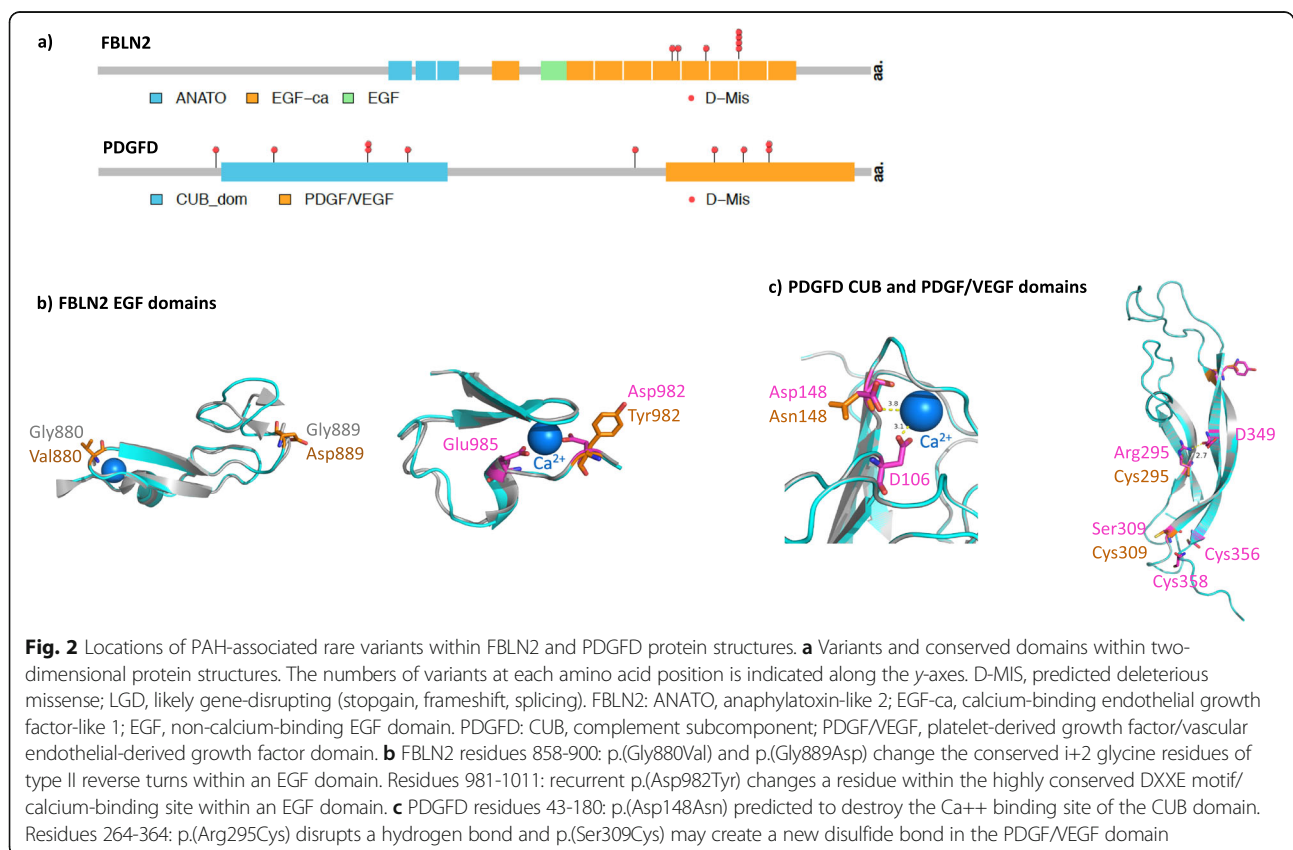 a)
FBLN2
aa.
ANATO EGF-ca EGF D-Mis
PDGFD
aa.
CUB_dom PDGF/VEGF D-Mis
b) FBLN2 EGF domains
Gly880
Val880
Gly889
Asp889
Glu985
Ca²⁺
Asp982
Tyr982
c) PDGFD CUB and PDGF/VEGF domains
Asp148
Asn148
3.8
3.1
Ca²⁺
D106
D349
Arg295
Cys295
2.7
Ser309
Cys309
Cys356
Cys358
Fig. 2 Locations of PAH-associated rare variants within FBLN2 and PDGFD protein structures. a Variants and conserved domains within two-
dimensional protein structures. The numbers of variants at each amino acid position is indicated along the y-axes. D-MIS, predicted deleterious
missense; LGD, likely gene-disrupting (stopgain, frameshift, splicing). FBLN2: ANATO, anaphylatoxin-like 2; EGF-ca, calcium-binding endothelial growth
factor-like 1; EGF, non-calcium-binding EGF domain. PDGFD: CUB, complement subcomponent; PDGF/VEGF, platelet-derived growth factor/vascular
endothelial-derived growth factor domain. b FBLN2 residues 858-900: p.(Gly880Val) and p.(Gly889Asp) change the conserved i+2 glycine residues of
type II reverse turns within an EGF domain. Residues 981-1011: recurrent p.(Asp982Tyr) changes a residue within the highly conserved DXXE motif/
calcium-binding site within an EGF domain. c PDGFD residues 43-180: p.(Asp148Asn) predicted to destroy the Ca++ binding site of the CUB domain.
Residues 264-364: p.(Arg295Cys) disrupts a hydrogen bond and p.(Ser309Cys) may create a new disulfide bond in the PDGF/VEGF domain